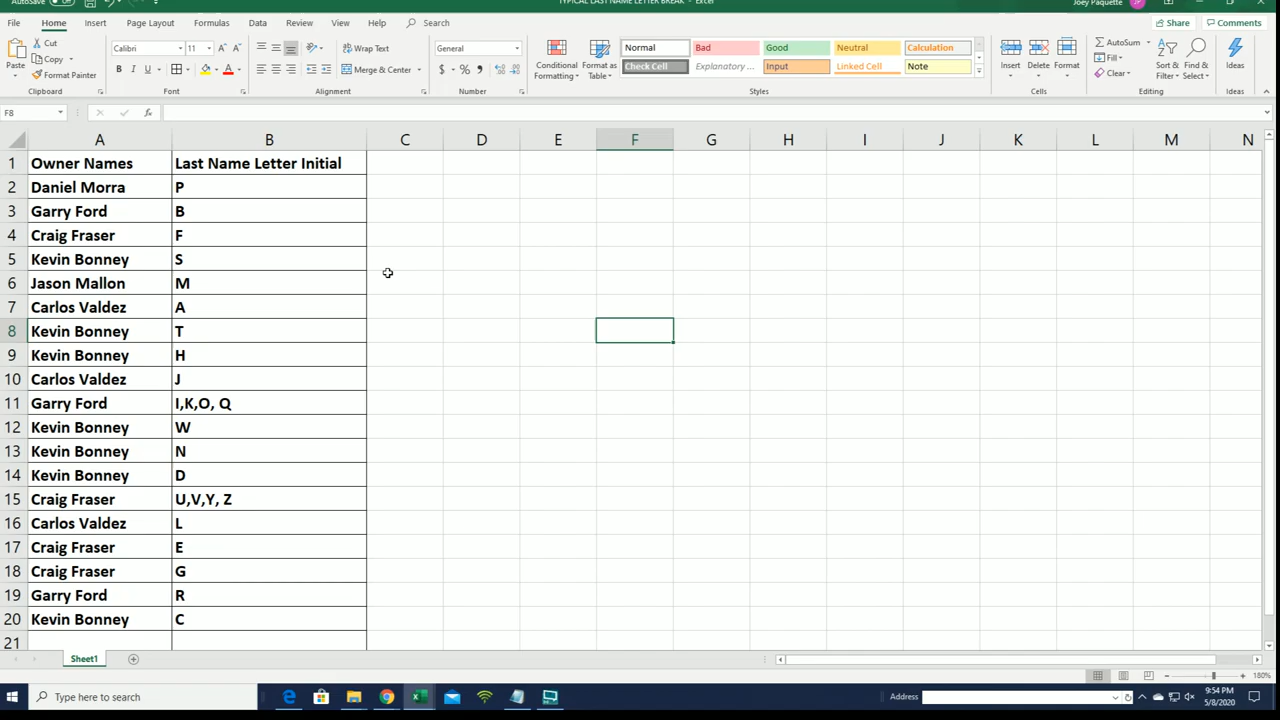 AutoSave Off
TYPICAL LAST NAME LETTER BREAK - Excel
Joey Paquette
File Home Insert Page Layout Formulas Data Review View Help Search
Share Comments
Paste Cut Copy Format Painter
Calibri 11 A A
B I U A
Wrap Text
Merge & Center
General
$ % ,
Conditional Formatting Format as Table
Normal Bad Good Neutral Calculation
Check Cell Explanatory ... Input Linked Cell Note
Insert Delete Format
AutoSum Fill Clear
Sort & Filter Find & Select
Ideas
Clipboard Font Alignment Number Styles Cells Editing Ideas
F8 fx
A B C D E F G H I J K L M N
1 Owner Names Last Name Letter Initial
2 Daniel Morra P
3 Garry Ford B
4 Craig Fraser F
5 Kevin Bonney S
6 Jason Mallon M
7 Carlos Valdez A
8 Kevin Bonney T
9 Kevin Bonney H
10 Carlos Valdez J
11 Garry Ford I,K,O, Q
12 Kevin Bonney W
13 Kevin Bonney N
14 Kevin Bonney D
15 Craig Fraser U,V,Y, Z
16 Carlos Valdez L
17 Craig Fraser E
18 Craig Fraser G
19 Garry Ford R
20 Kevin Bonney C
21
Sheet1
180%
Type here to search
Address
9:54 PM
5/8/2020